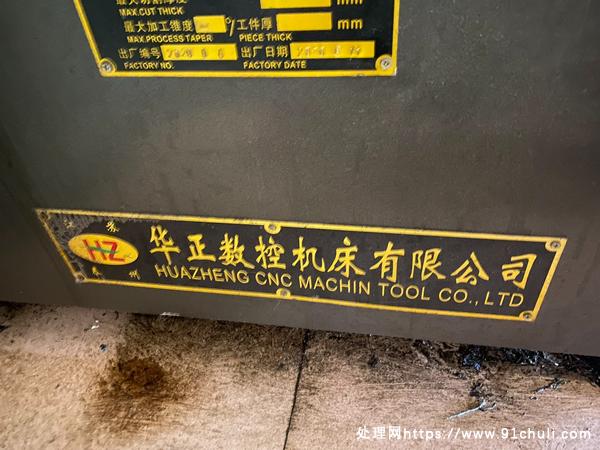 mm
MAX.CUT THICK
最大加工锥度 °/工件厚 mm
MAX.PROCESS TAPER PIECE THICK
出厂编号 出厂日期
FACTORY NO. FACTORY DATE
HZ
华正数控机床有限公司
HUAZHENG CNC MACHIN TOOL CO.,LTD
处理网https://www.91chuli.com/